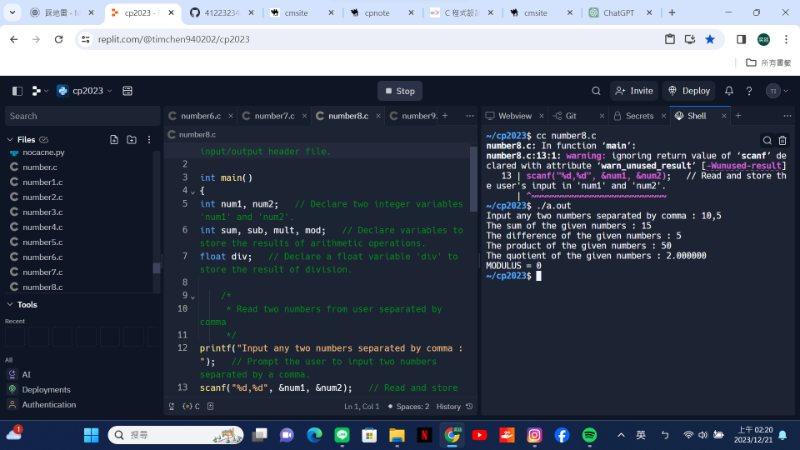 cp2023 -
41223234
cmsite
cpnote
cmsite
ChatGPT
replit.com/@timchen940202/cp2023
所有書籤
cp2023
Stop
Invite
Deploy
Search
number6.c
number7.c
number8.c
number9.
Webview
Git
Secrets
Shell
Files
number8.c
nocacne.py
number.c
number1.c
number2.c
number3.c
number4.c
number5.c
number6.c
number7.c
number8.c
Tools
Recent
All
AI
Deployments
Authentication
input/output header file.
2
3 int main()
4 {
5 int num1, num2; // Declare two integer variables
'num1' and 'num2'.
6 int sum, sub, mult, mod; // Declare variables to
store the results of arithmetic operations.
7 float div; // Declare a float variable 'div' to
store the result of division.
8
9 /*
10 * Read two numbers from user separated by
comma
11 */
12 printf("Input any two numbers separated by comma :
"); // Prompt the user to input two numbers
separated by a comma.
13 scanf("%d,%d", &num1, &num2); // Read and store
{} C
Ln 1, Col 1
Spaces: 2
History
~/cp2023$ cc number8.c
number8.c: In function ‘main’:
number8.c:13:1: warning: ignoring return value of ‘scanf’ de
clared with attribute ‘warn_unused_result’ [-Wunused-result]
13 | scanf("%d,%d", &num1, &num2); // Read and store th
e user's input in 'num1' and 'num2'.
| ^~~~~~~~~~~~~~~~~~~~~~~~~~~~
~/cp2023$ ./a.out
Input any two numbers separated by comma : 10,5
The sum of the given numbers : 15
The difference of the given numbers : 5
The product of the given numbers : 50
The quotient of the given numbers : 2.000000
MODULUS = 0
~/cp2023$
搜尋
英
上午 02:20
2023/12/21